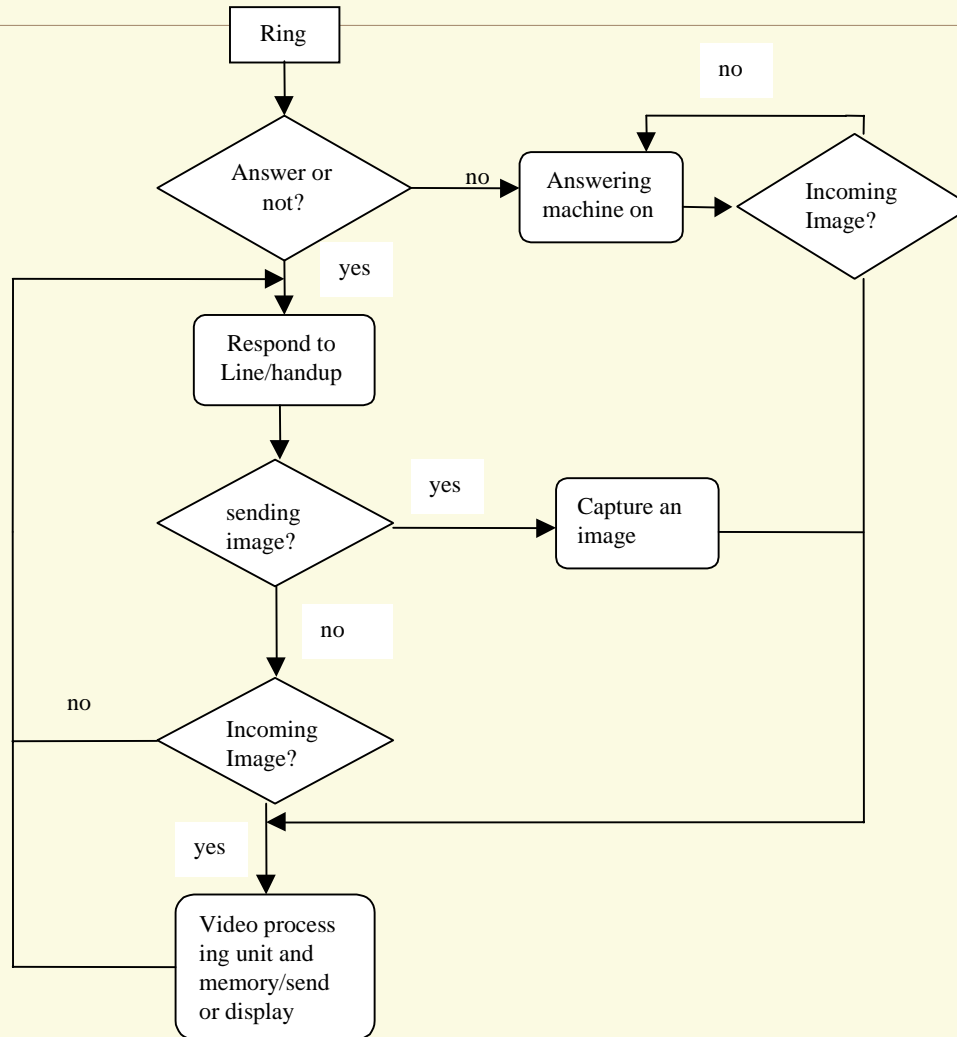 Ring
no
Answer or
not?
no
Answering
machine on
Incoming
Image?
yes
Respond to
Line/handup
sending
image?
yes
Capture an
image
no
no
Incoming
Image?
yes
Video process
ing unit and
memory/send
or display